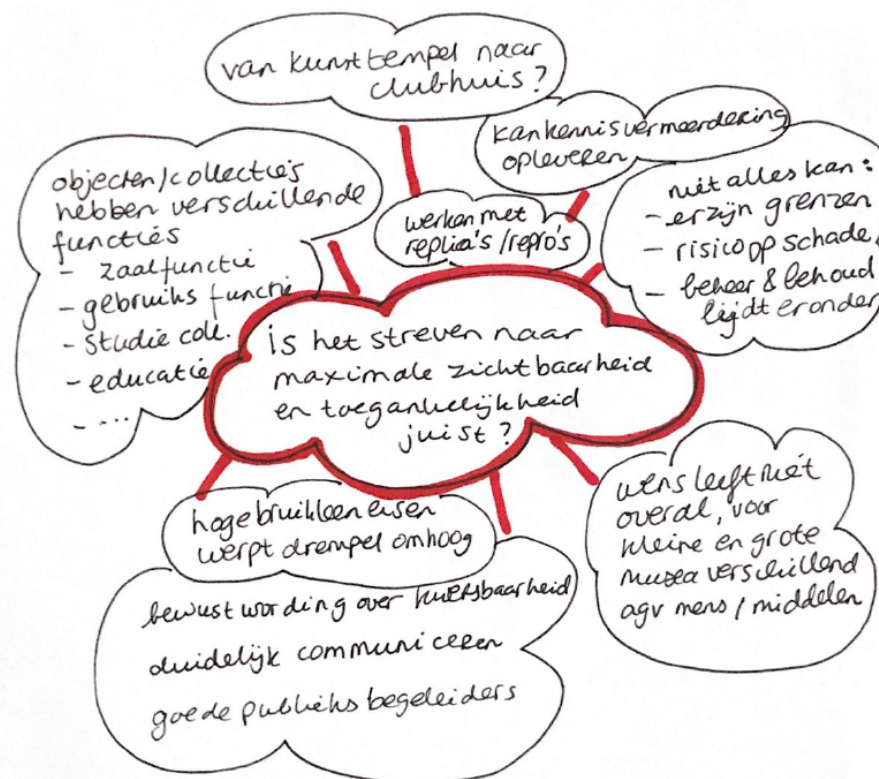 van kunsttempel naar
clubhuis?
kan kennisvermeerdering
opleveren
objecten/collecties
hebben verschillende
functies
- zaalfunctie
- gebruiks functie
- studie coll.
- educatie
- ....
werken met
replica's/repro's
niet alles kan:
- er zijn grenzen
- risico op schade
- beheer & behoud
lijdt eronder
is het streven naar
maximale zichtbaarheid
en toegankelijkheid
juist?
hoge bruikleen eisen
werpt drempel omhoog
bewustwording over kwetsbaarheid
duidelijk communiceren
goede publieksbegeleiders
wens leeft niet
overal, voor
kleine en grote
musea verschillend
agv mens/middelen